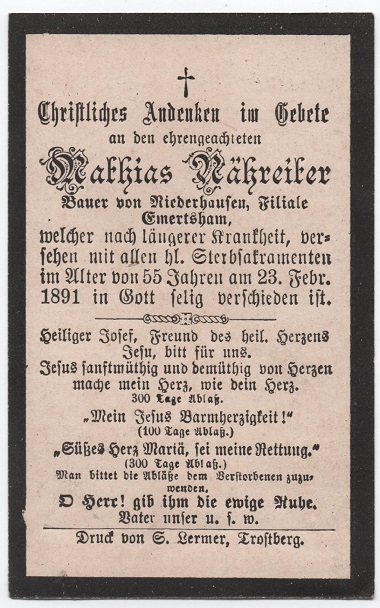 Christliches Andenken im Gebete
an den ehrengeachteten
Mathias Nähreiter
Bauer von Niederhausen, Filiale
Emertsham,
welcher nach längerer Krankheit, ver-
sehen mit allen hl. Sterbsakramenten
im Alter von 55 Jahren am 23. Febr.
1891 in Gott selig verschieden ist.
Heiliger Josef, Freund des heil. Herzens
Jesu, bitt für uns.
Jesus sanftwüthig und demüthig von Herzen
mache mein Herz, wie dein Herz.
300 Tage Ablaß.
„Mein Jesus Barmherzigkeit!"
(100 Tage Ablaß.)
„Süßes Herz Mariä, sei meine Rettung."
(300 Tage Ablaß.)
Man bittet die Abläße dem Verstorbenen zuzu-
wenden.
O Herr! gib ihm die ewige Ruhe.
Vater unser u. s. w.
Druck von S. Lermer, Trostberg.